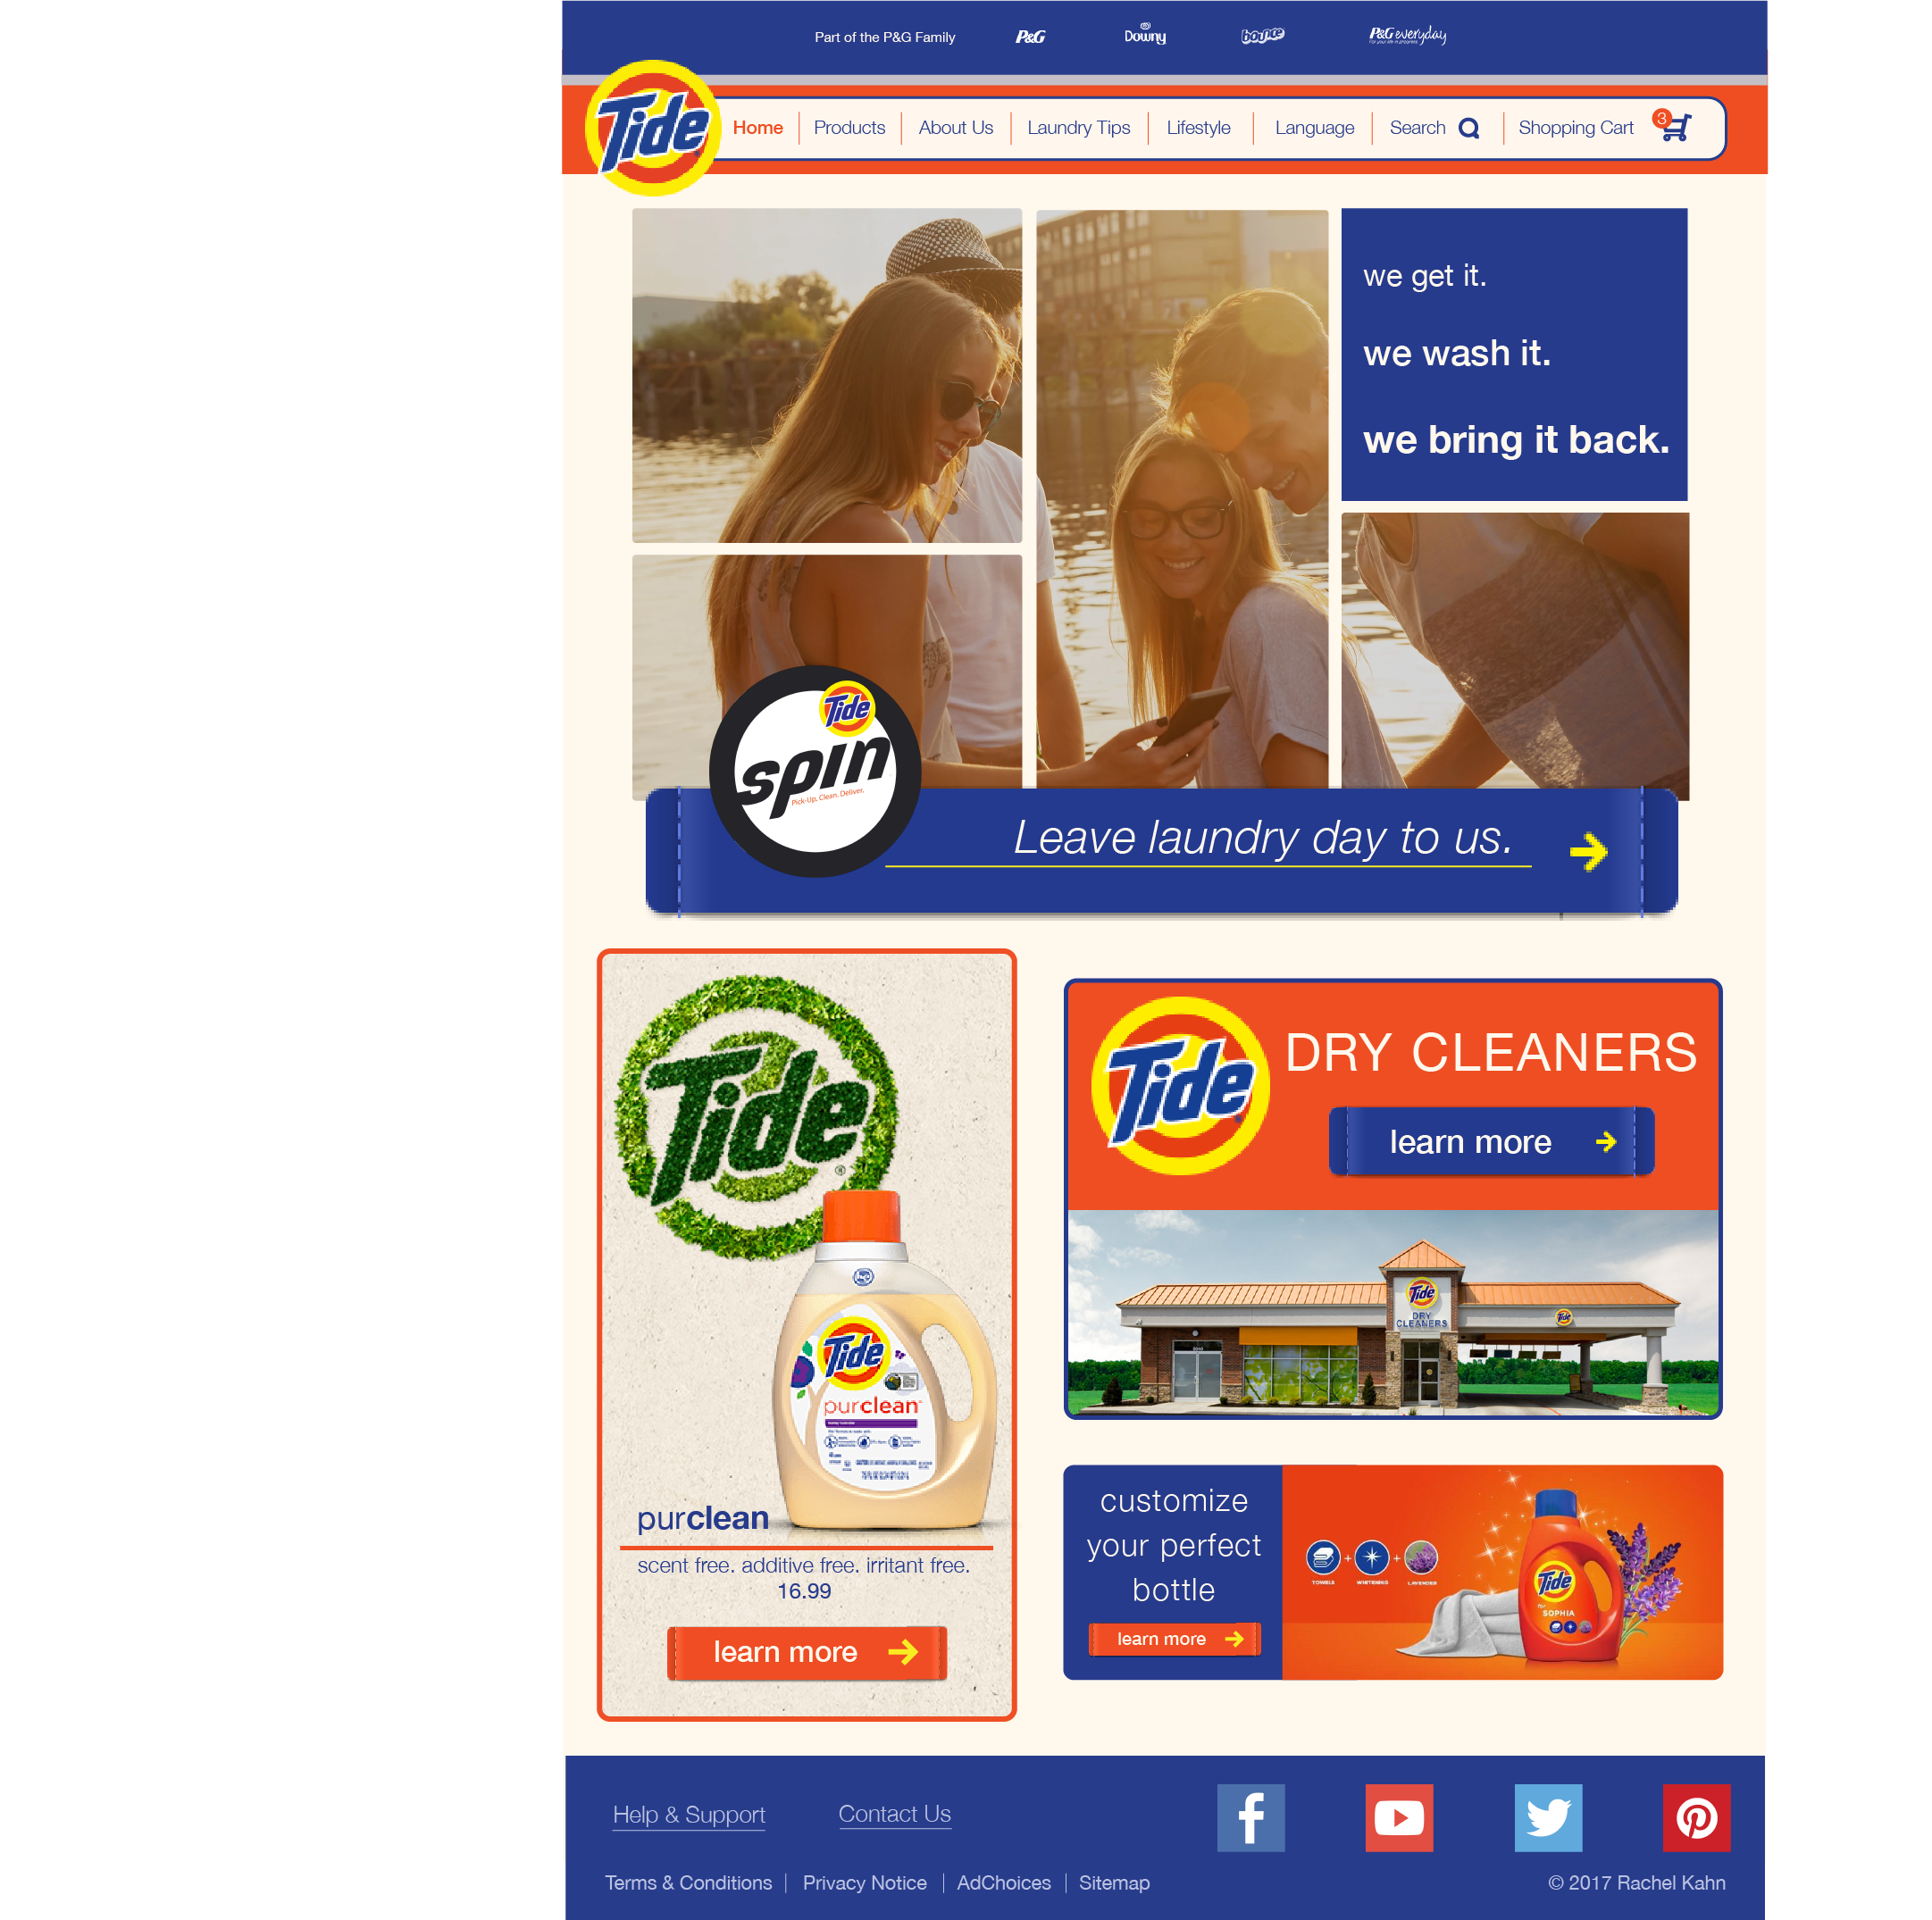 Part of the P&G Family
P&G
Downy
bounce
P&G everyday
Tide
Home
Products
About Us
Laundry Tips
Lifestyle
Language
Search
Shopping Cart
3
we get it.
we wash it.
we bring it back.
Tide
spin
Pick-Up. Clean. Deliver.
Leave laundry day to us.
Tide
®
Tide
purclean
purclean
scent free. additive free. irritant free.
16.99
learn more
Tide
DRY CLEANERS
learn more
Tide
DRY
CLEANERS
Tide
customize
your perfect
bottle
learn more
TOWELS + WHITENING + LAVENDER
Tide
for
SOPHIA
Help & Support
Contact Us
Terms & Conditions | Privacy Notice | AdChoices | Sitemap
© 2017 Rachel Kahn